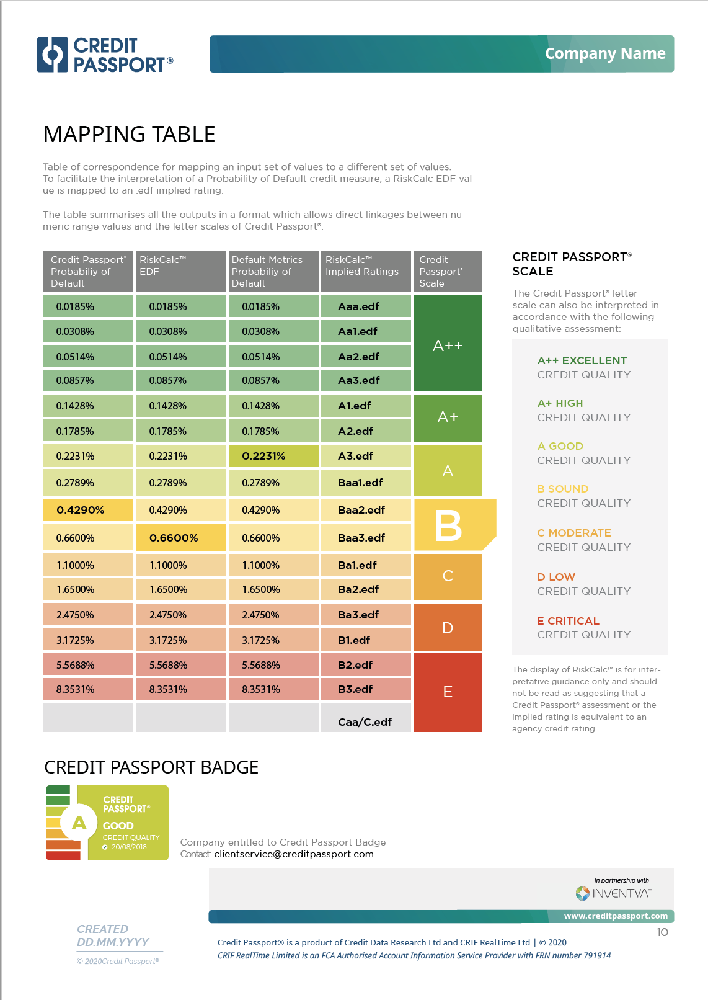 CREDIT
PASSPORT®
Company Name
MAPPING TABLE
Table of correspondence for mapping an input set of values to a different set of values.
To facilitate the interpretation of a Probability of Default credit measure, a RiskCalc EDF val-
ue is mapped to an .edf implied rating.
The table summarises all the outputs in a format which allows direct linkages between nu-
meric range values and the letter scales of Credit Passport®.
Credit Passport® Probabiliy of Default RiskCalc™ EDF Default Metrics Probabiliy of Default RiskCalc™ Implied Ratings Credit Passport® Scale
0.0185% 0.0185% 0.0185% Aaa.edf
0.0308% 0.0308% 0.0308% Aa1.edf
A++
0.0514% 0.0514% 0.0514% Aa2.edf
0.0857% 0.0857% 0.0857% Aa3.edf
0.1428% 0.1428% 0.1428% A1.edf
A+
0.1785% 0.1785% 0.1785% A2.edf
0.2231% 0.2231% 0.2231% A3.edf
A
0.2789% 0.2789% 0.2789% Baa1.edf
0.4290% 0.4290% 0.4290% Baa2.edf
B
0.6600% 0.6600% 0.6600% Baa3.edf
1.1000% 1.1000% 1.1000% Ba1.edf
C
1.6500% 1.6500% 1.6500% Ba2.edf
2.4750% 2.4750% 2.4750% Ba3.edf
D
3.1725% 3.1725% 3.1725% B1.edf
5.5688% 5.5688% 5.5688% B2.edf
8.3531% 8.3531% 8.3531% B3.edf
E
Caa/C.edf
CREDIT PASSPORT®
SCALE
The Credit Passport® letter
scale can also be interpreted in
accordance with the following
qualitative assessment:
A++ EXCELLENT
CREDIT QUALITY
A+ HIGH
CREDIT QUALITY
A GOOD
CREDIT QUALITY
B SOUND
CREDIT QUALITY
C MODERATE
CREDIT QUALITY
D LOW
CREDIT QUALITY
E CRITICAL
CREDIT QUALITY
The display of RiskCalc™ is for inter-
pretative guidance only and should
not be read as suggesting that a
Credit Passport® assessment or the
implied rating is equivalent to an
agency credit rating.
CREDIT PASSPORT BADGE
A
CREDIT
PASSPORT®
GOOD
CREDIT QUALITY
20/08/2018
Company entitled to Credit Passport Badge
Contact: clientservice@creditpassport.com
In partnership with
INVENTYA™
www.creditpassport.com
10
CREATED
DD.MM.YYYY
© 2020Credit Passport®
Credit Passport® is a product of Credit Data Research Ltd and CRIF RealTime Ltd | © 2020
CRIF RealTime Limited is an FCA Authorised Account Information Service Provider with FRN number 791914